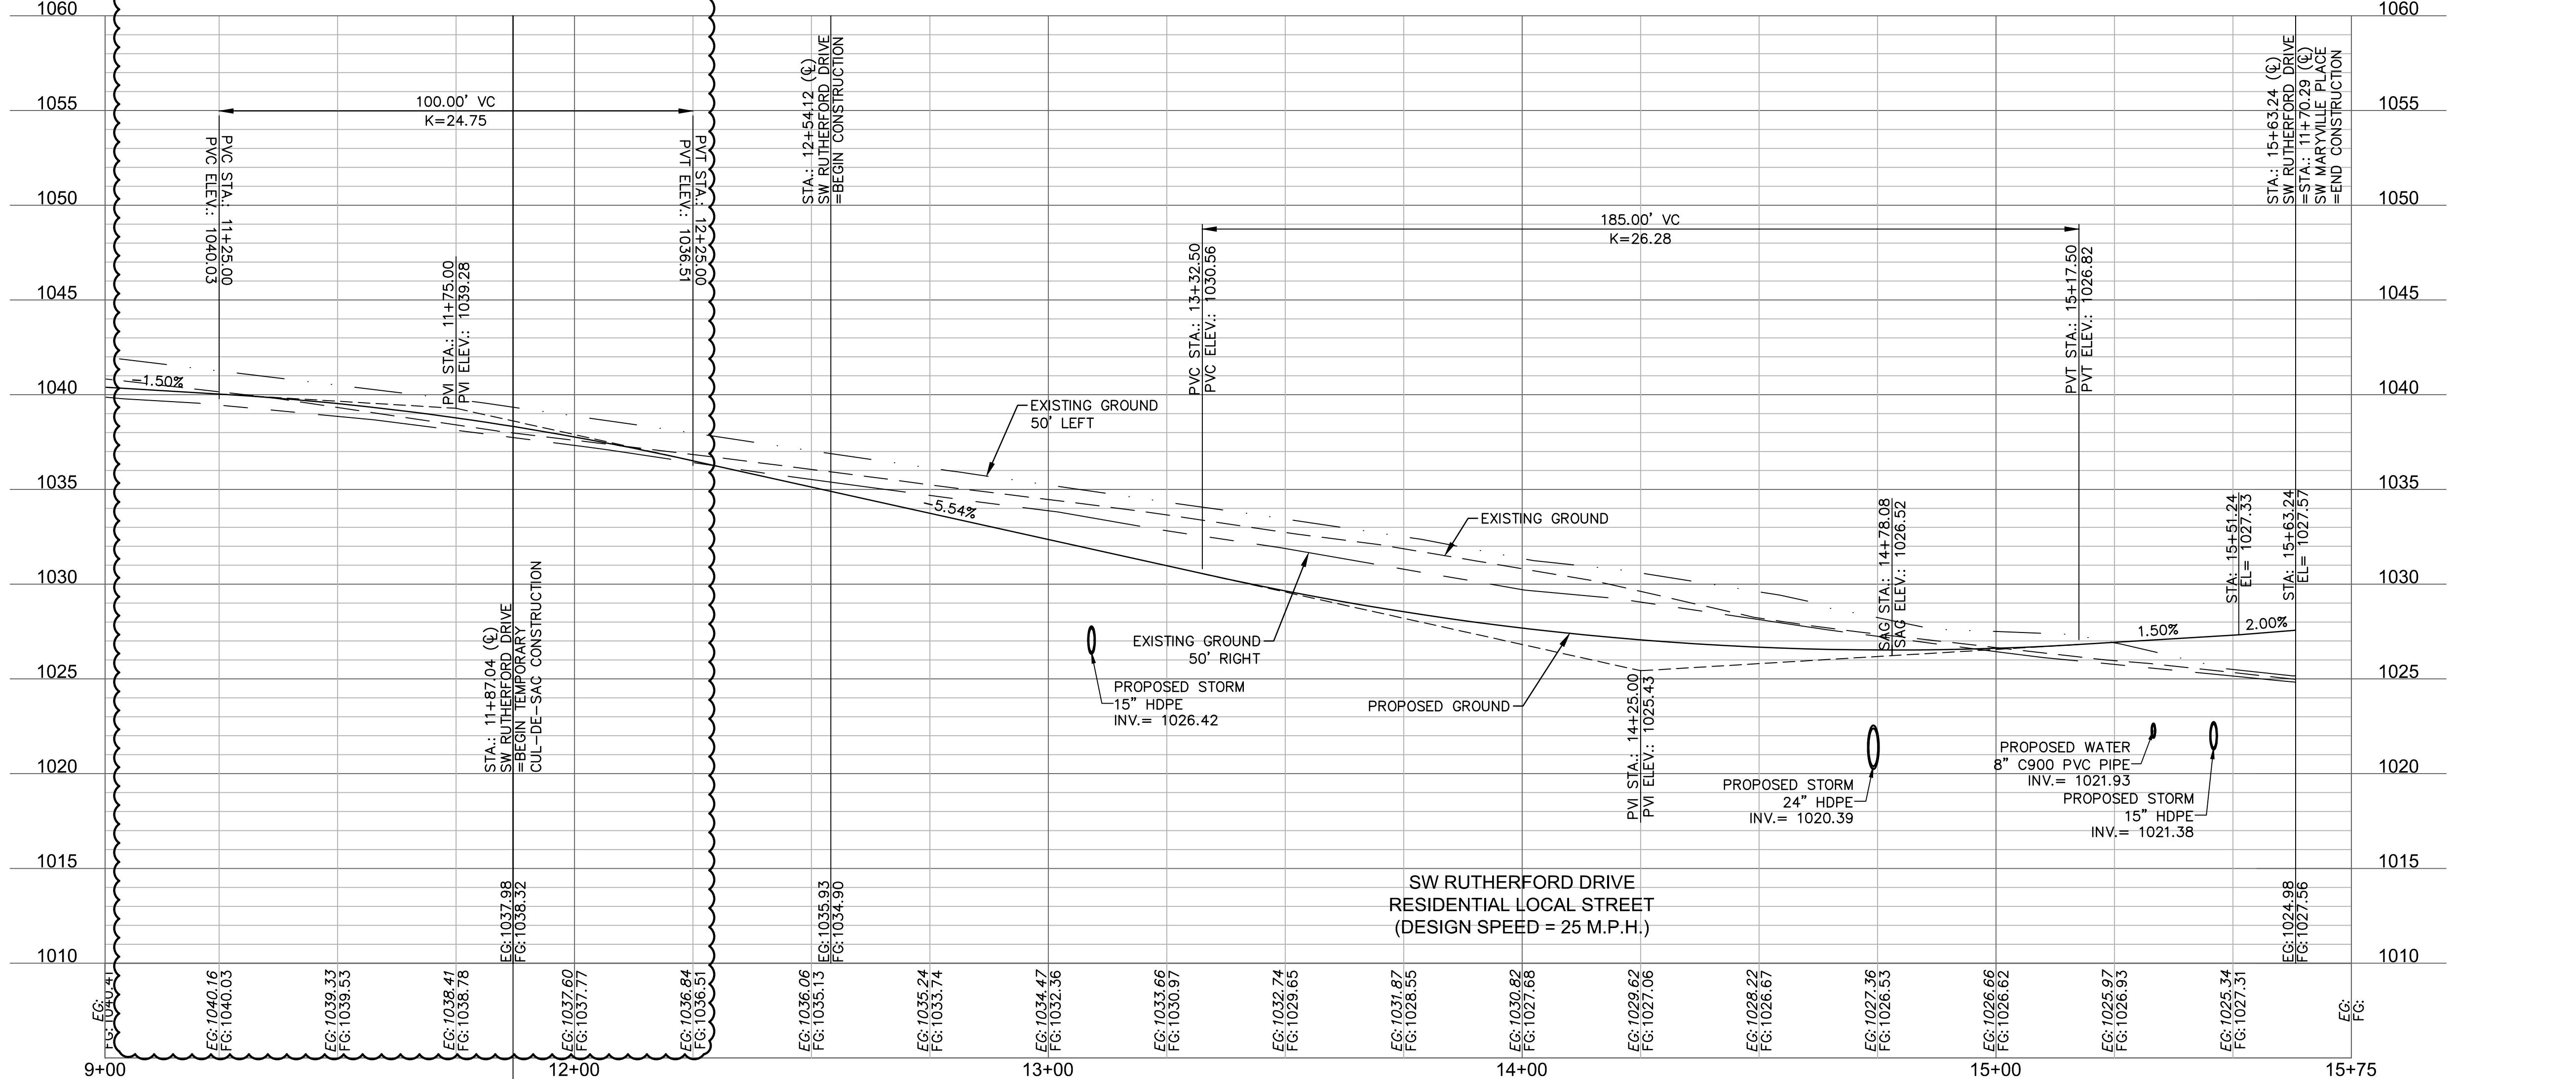 1060
1060
1055
1055
1050
1050
1045
1045
1040
1040
1035
1035
1030
1030
1025
1025
1020
1020
1015
1015
1010
1010
100.00' VC
K=24.75
PVC STA.: 11+25.00
PVC ELEV.: 1040.03
PVT STA.: 12+25.00
PVT ELEV.: 1036.51
PVI STA.: 11+75.00
PVI ELEV.: 1039.28
-1.50%
STA.: 11+87.04 (℄)
SW RUTHERFORD DRIVE
=BEGIN TEMPORARY
CUL-DE-SAC CONSTRUCTION
STA.: 12+54.12 (℄)
SW RUTHERFORD DRIVE
=BEGIN CONSTRUCTION
EXISTING GROUND
50' LEFT
-5.54%
185.00' VC
K=26.28
PVC STA.: 13+32.50
PVC ELEV.: 1030.56
EXISTING GROUND
EXISTING GROUND
50' RIGHT
PROPOSED STORM
15" HDPE
INV.= 1026.42
PROPOSED GROUND
PVI STA.: 14+25.00
PVI ELEV.: 1025.43
SAG STA.: 14+78.08
SAG ELEV.: 1026.52
PROPOSED STORM
24" HDPE
INV.= 1020.39
PVT STA.: 15+17.50
PVT ELEV.: 1026.82
PROPOSED WATER
8" C900 PVC PIPE
INV.= 1021.93
PROPOSED STORM
15" HDPE
INV.= 1021.38
1.50%
2.00%
STA: 15+51.24
EL= 1027.33
STA: 15+63.24
EL= 1027.57
STA.: 15+63.24 (℄)
SW RUTHERFORD DRIVE
=STA.: 11+70.29 (℄)
SW MARYVILLE PLACE
=END CONSTRUCTION
SW RUTHERFORD DRIVE
RESIDENTIAL LOCAL STREET
(DESIGN SPEED = 25 M.P.H.)
EG:1037.98
FG:1038.32
EG:1035.93
FG:1034.90
EG:1024.98
FG:1027.56
EG:
FG:1040.41
EG:1040.16
FG:1040.03
EG:1039.33
FG:1039.53
EG:1038.41
FG:1038.78
EG:1037.60
FG:1037.77
EG:1036.84
FG:1036.51
EG:1036.06
FG:1035.13
EG:1035.24
FG:1033.74
EG:1034.47
FG:1032.36
EG:1033.66
FG:1030.97
EG:1032.74
FG:1029.65
EG:1031.87
FG:1028.55
EG:1030.82
FG:1027.68
EG:1029.62
FG:1027.06
EG:1028.22
FG:1026.67
EG:1027.36
FG:1026.53
EG:1026.66
FG:1026.62
EG:1025.97
FG:1026.93
EG:1025.34
FG:1027.31
EG:
FG:
9+00
12+00
13+00
14+00
15+00
15+75